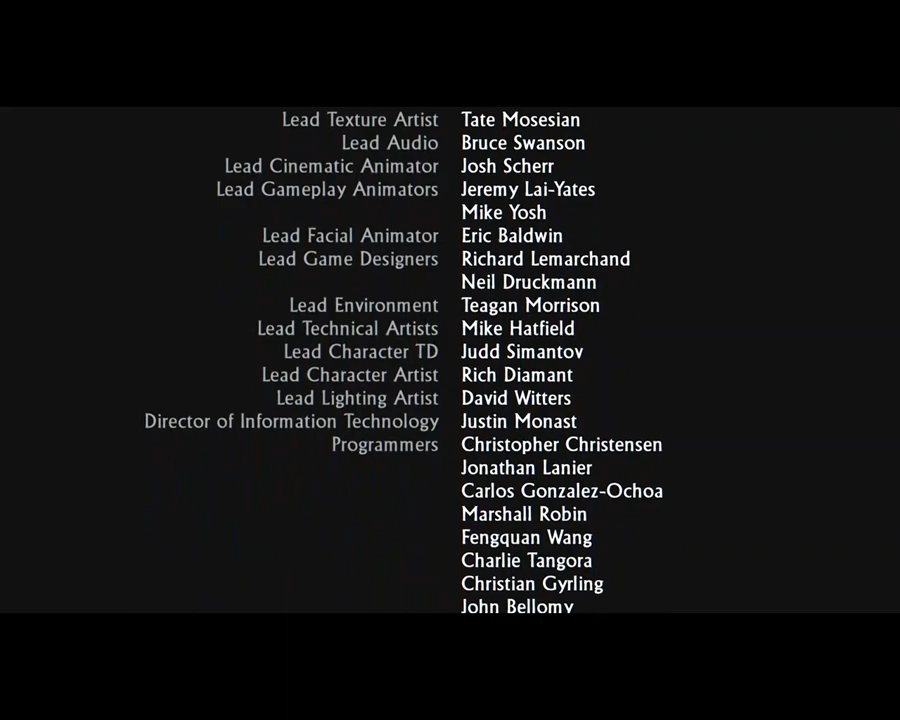 Lead Texture Artist Tate Mosesian
Lead Audio Bruce Swanson
Lead Cinematic Animator Josh Scherr
Lead Gameplay Animators Jeremy Lai-Yates
Mike Yosh
Lead Facial Animator Eric Baldwin
Lead Game Designers Richard Lemarchand
Neil Druckmann
Lead Environment Teagan Morrison
Lead Technical Artists Mike Hatfield
Lead Character TD Judd Simantov
Lead Character Artist Rich Diamant
Lead Lighting Artist David Witters
Director of Information Technology Justin Monast
Programmers Christopher Christensen
Jonathan Lanier
Carlos Gonzalez-Ochoa
Marshall Robin
Fengquan Wang
Charlie Tangora
Christian Gyrling
John Bellomy